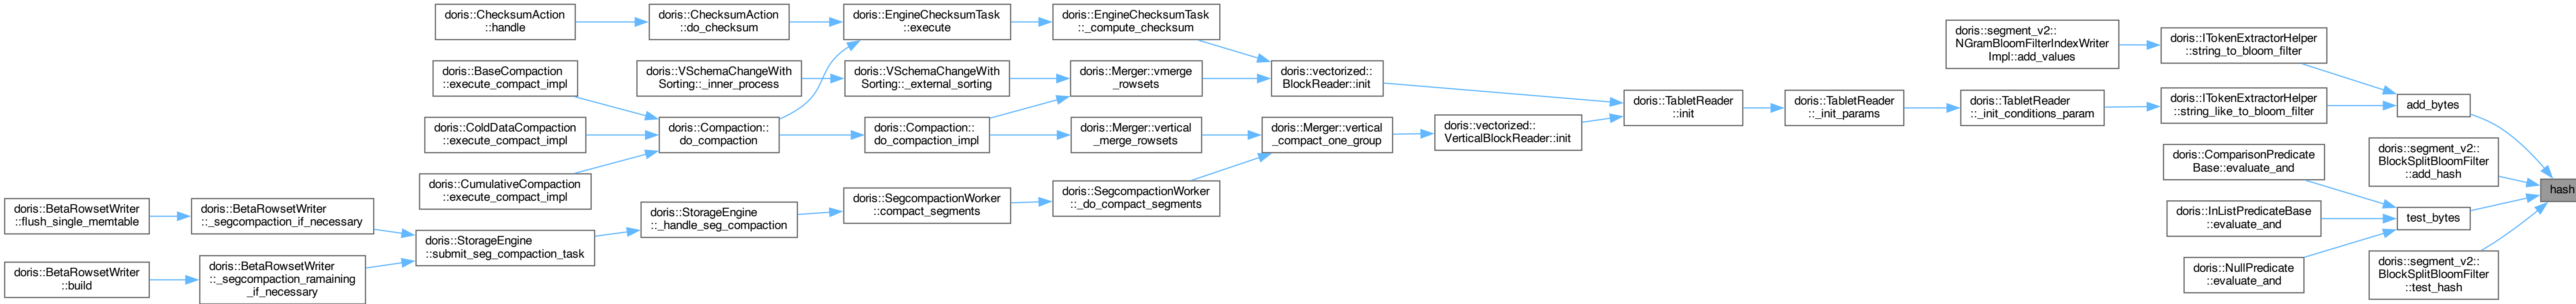 doris::ChecksumAction
::handle
doris::ChecksumAction
::do_checksum
doris::EngineChecksumTask
::execute
doris::EngineChecksumTask
::_compute_checksum
doris::BaseCompaction
::execute_compact_impl
doris::VSchemaChangeWith
Sorting::_inner_process
doris::VSchemaChangeWith
Sorting::_external_sorting
doris::Merger::vmerge
_rowsets
doris::vectorized::
BlockReader::init
doris::ColdDataCompaction
::execute_compact_impl
doris::Compaction::
do_compaction
doris::Compaction::
do_compaction_impl
doris::Merger::vertical
_merge_rowsets
doris::Merger::vertical
_compact_one_group
doris::vectorized::
VerticalBlockReader::init
doris::TabletReader
::init
doris::TabletReader
::_init_params
doris::TabletReader
::_init_conditions_param
doris::segment_v2::
NGramBloomFilterIndexWriter
Impl::add_values
doris::ITokenExtractorHelper
::string_to_bloom_filter
doris::ITokenExtractorHelper
::string_like_to_bloom_filter
add_bytes
doris::CumulativeCompaction
::execute_compact_impl
doris::BetaRowsetWriter
::flush_single_memtable
doris::BetaRowsetWriter
::_segcompaction_if_necessary
doris::StorageEngine
::submit_seg_compaction_task
doris::StorageEngine
::_handle_seg_compaction
doris::SegcompactionWorker
::compact_segments
doris::SegcompactionWorker
::_do_compact_segments
doris::BetaRowsetWriter
::build
doris::BetaRowsetWriter
::_segcompaction_ramaining
_if_necessary
doris::ComparisonPredicate
Base::evaluate_and
doris::InListPredicateBase
::evaluate_and
doris::NullPredicate
::evaluate_and
doris::segment_v2::
BlockSplitBloomFilter
::add_hash
test_bytes
doris::segment_v2::
BlockSplitBloomFilter
::test_hash
hash